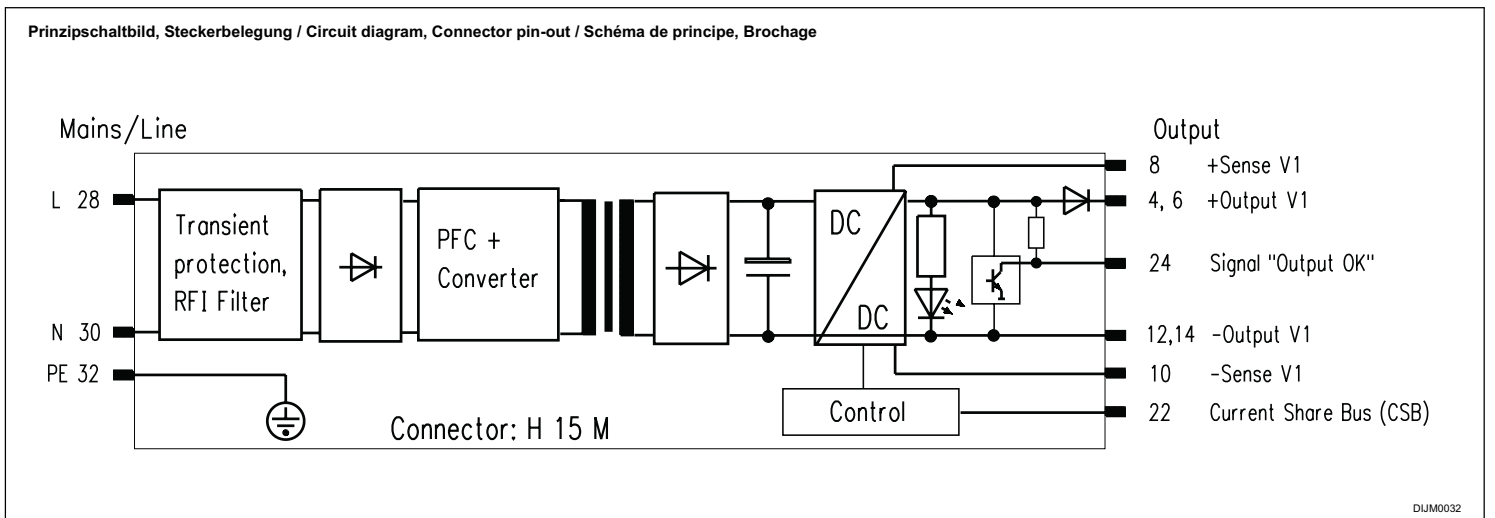 Prinzipschaltbild, Steckerbelegung / Circuit diagram, Connector pin-out / Schéma de principe, Brochage
Mains/Line
Output
L 28
N 30
PE 32
Transient
protection,
RFI Filter
PFC +
Converter
DC
DC
Control
Connector: H 15 M
8 +Sense V1
4, 6 +Output V1
24 Signal "Output OK"
12,14 -Output V1
10 -Sense V1
22 Current Share Bus (CSB)
DIJM0032